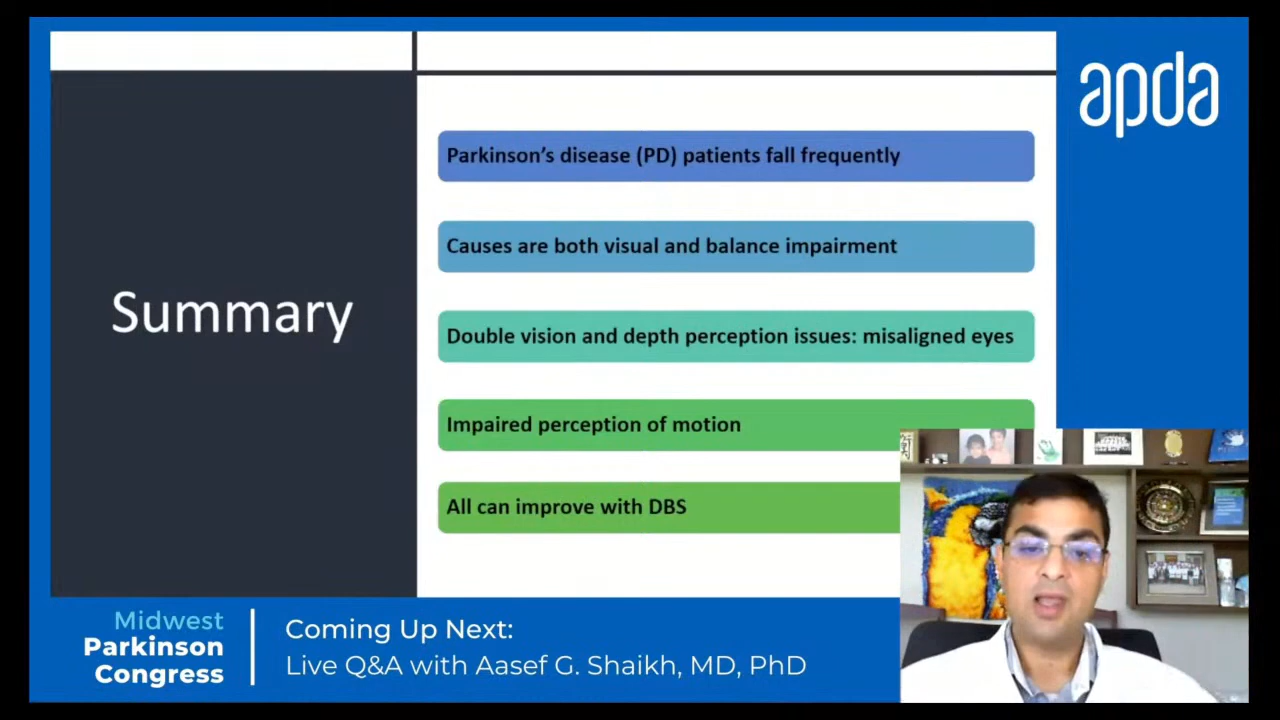 apda
Summary
Parkinson's disease (PD) patients fall frequently
Causes are both visual and balance impairment
Double vision and depth perception issues: misaligned eyes
Impaired perception of motion
All can improve with DBS
Midwest
Parkinson
Congress
Coming Up Next:
Live Q&A with Aasef G. Shaikh, MD, PhD